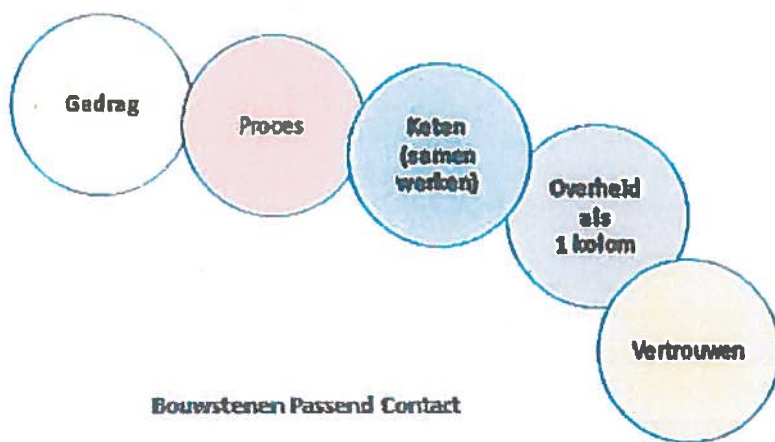 Gedrag
Proces
Keten
(samen
werken)
Overheid
als
1 kolom
Vertrouwen
Bouwstenen Passend Contact